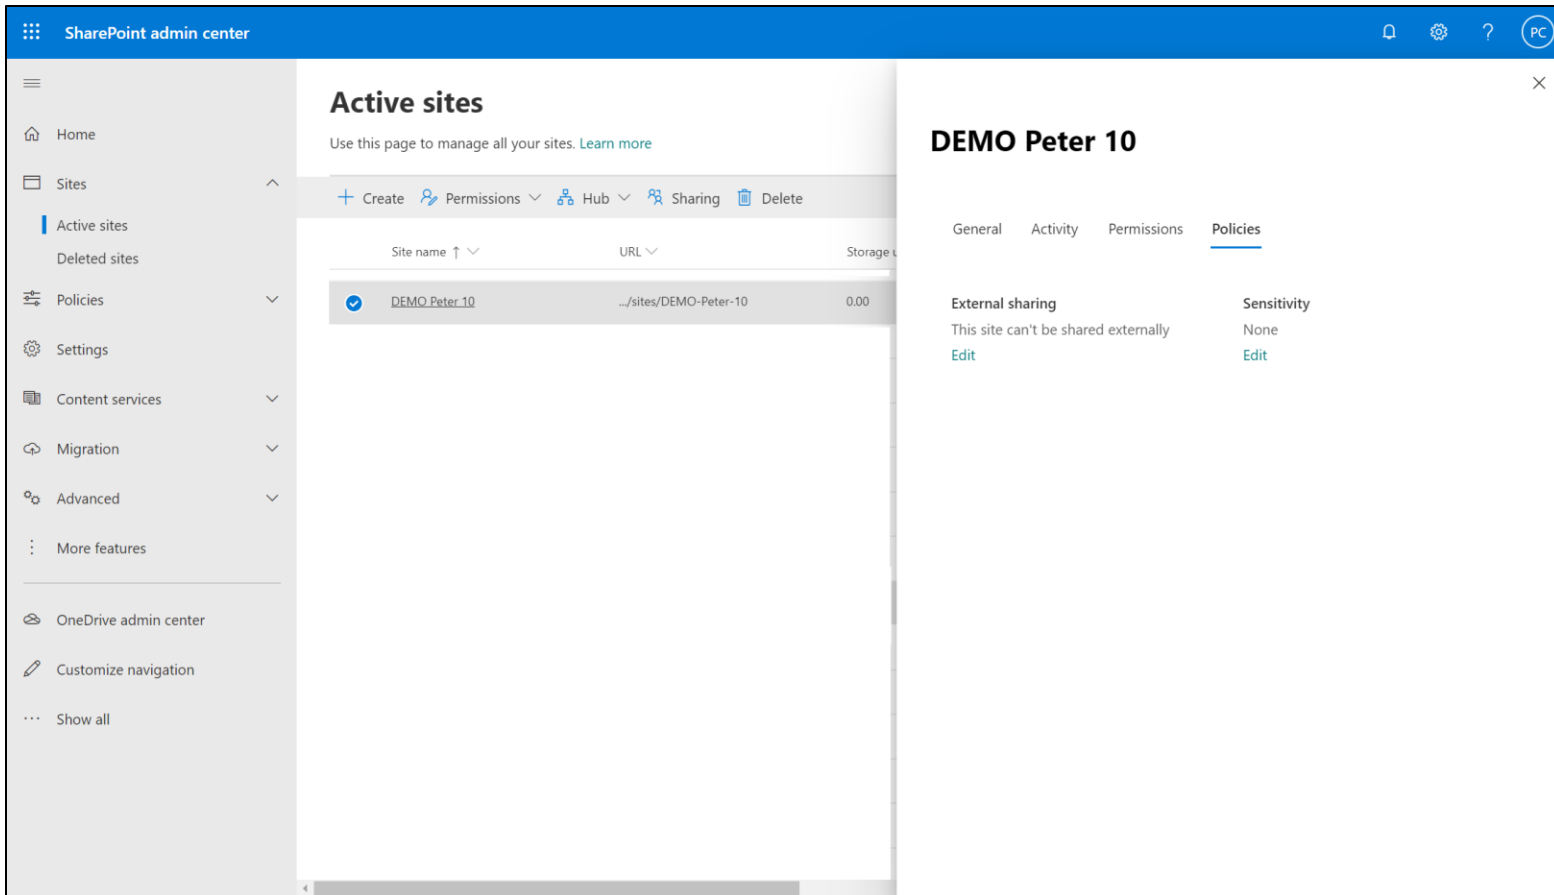 SharePoint admin center
PC
Home
Sites
Active sites
Deleted sites
Policies
Settings
Content services
Migration
Advanced
More features
OneDrive admin center
Customize navigation
Show all
Active sites
Use this page to manage all your sites. Learn more
Create Permissions Hub Sharing Delete
Site name ↑ URL Storage u
DEMO Peter 10 .../sites/DEMO-Peter-10 0.00
DEMO Peter 10
General Activity Permissions Policies
External sharing
This site can't be shared externally
Edit
Sensitivity
None
Edit